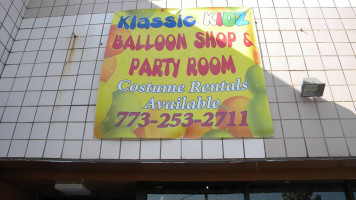 Klassic KIDZ
BALLOON SHOP &
PARTY ROOM
Costume Rentals
Available
773-253-2711